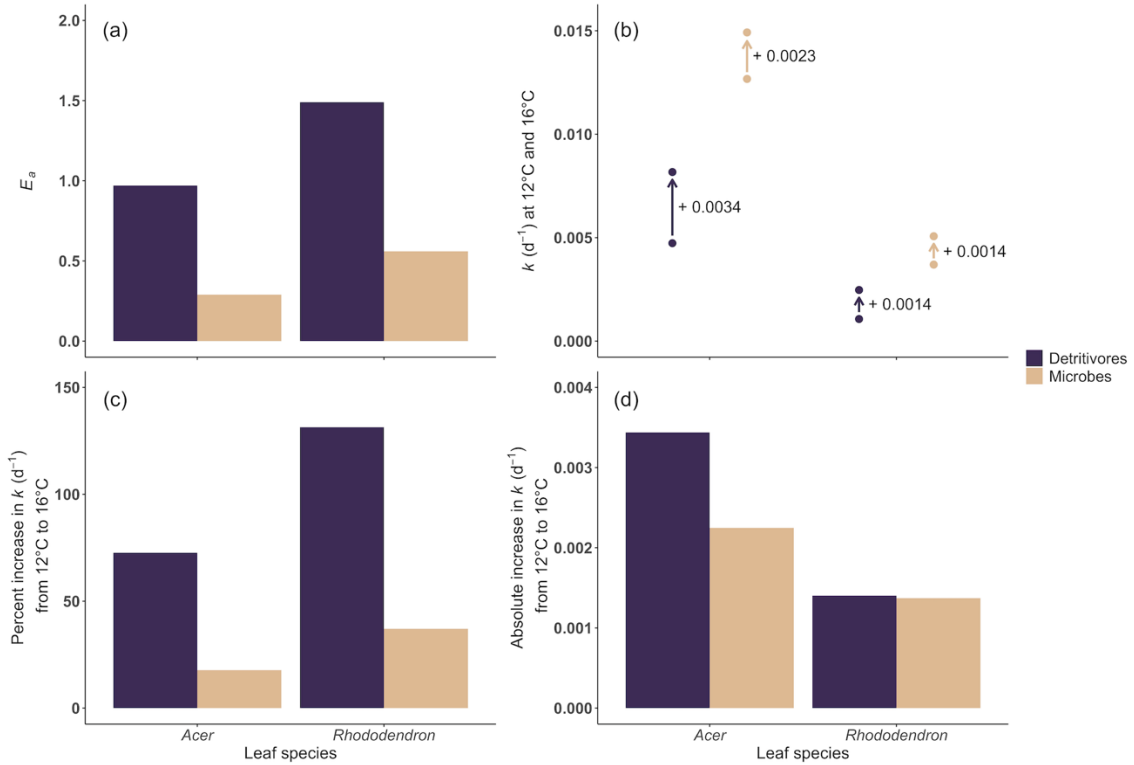 (a)
2.0
1.5
1.0
0.5
0.0
Eₐ
(b)
0.015
0.010
0.005
0.000
k (d⁻¹) at 12°C and 16°C
+ 0.0034
+ 0.0023
+ 0.0014
+ 0.0014
Detritivores
Microbes
(c)
150
100
50
0
Percent increase in k (d⁻¹)
from 12°C to 16°C
Acer
Rhododendron
Leaf species
(d)
0.004
0.003
0.002
0.001
0.000
Absolute increase in k (d⁻¹)
from 12°C to 16°C
Acer
Rhododendron
Leaf species